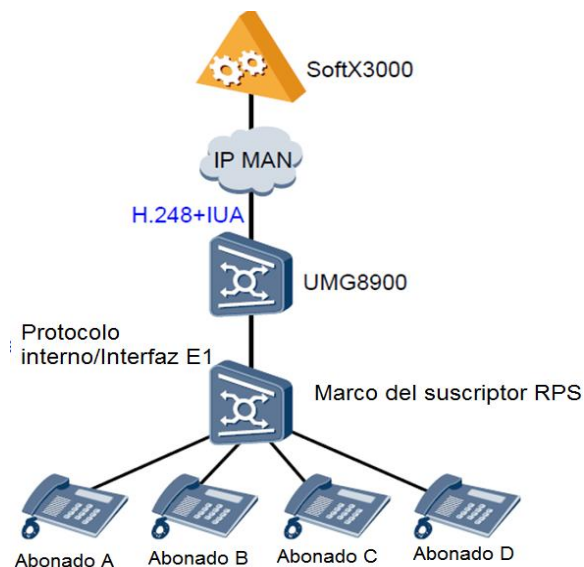 SoftX3000
IP MAN
H.248+IUA
UMG8900
Protocolo
interno/Interfaz E1
Marco del suscriptor RPS
Abonado A
Abonado B
Abonado C
Abonado D